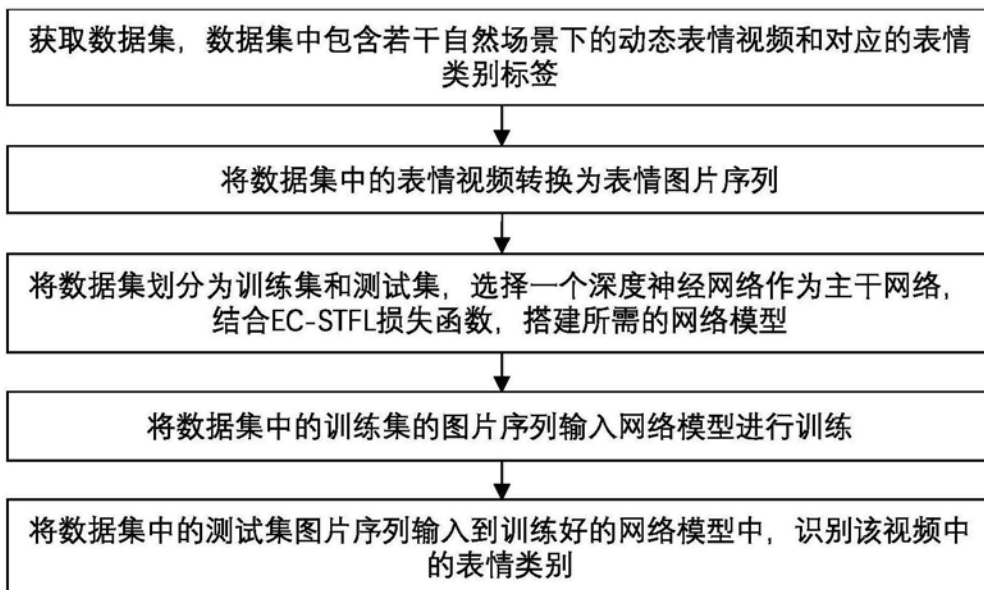 获取数据集，数据集中包含若干自然场景下的动态表情视频和对应的表情
类别标签
将数据集中的表情视频转换为表情图片序列
将数据集划分为训练集和测试集，选择一个深度神经网络作为主干网络，
结合EC-STFL损失函数，搭建所需的网络模型
将数据集中的训练集的图片序列输入网络模型进行训练
将数据集中的测试集图片序列输入到训练好的网络模型中，识别该视频中
的表情类别